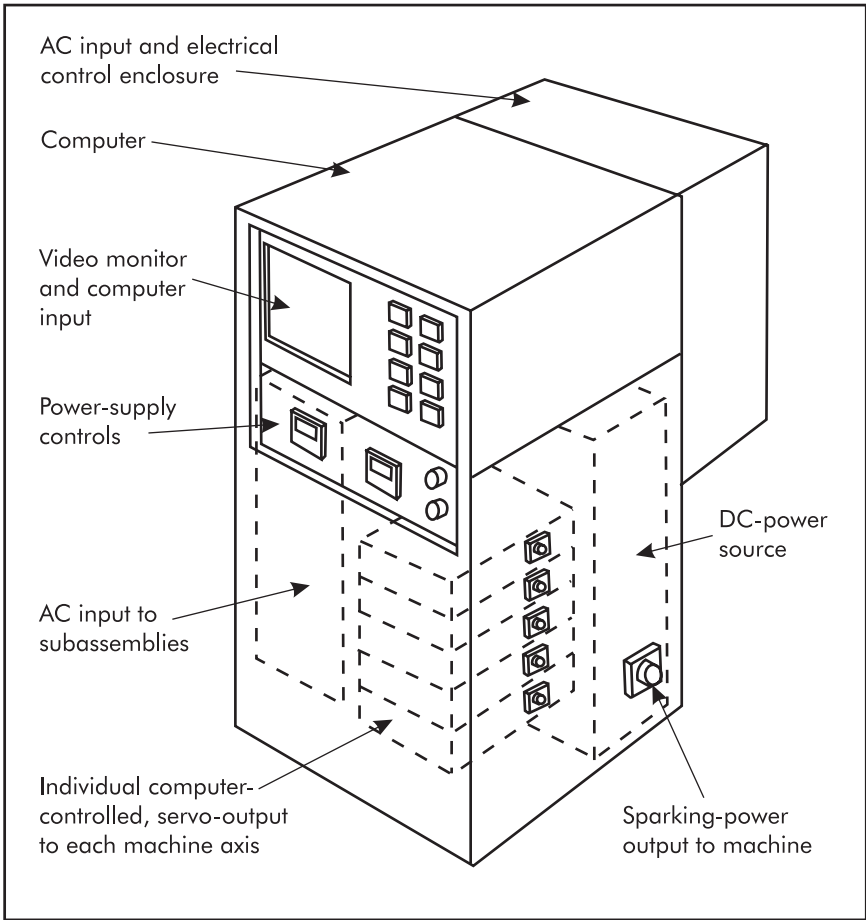 AC input and electrical
control enclosure
Computer
Video monitor
and computer
input
Power-supply
controls
DC-power
source
AC input to
subassemblies
Individual computer-
controlled, servo-output
to each machine axis
Sparking-power
output to machine